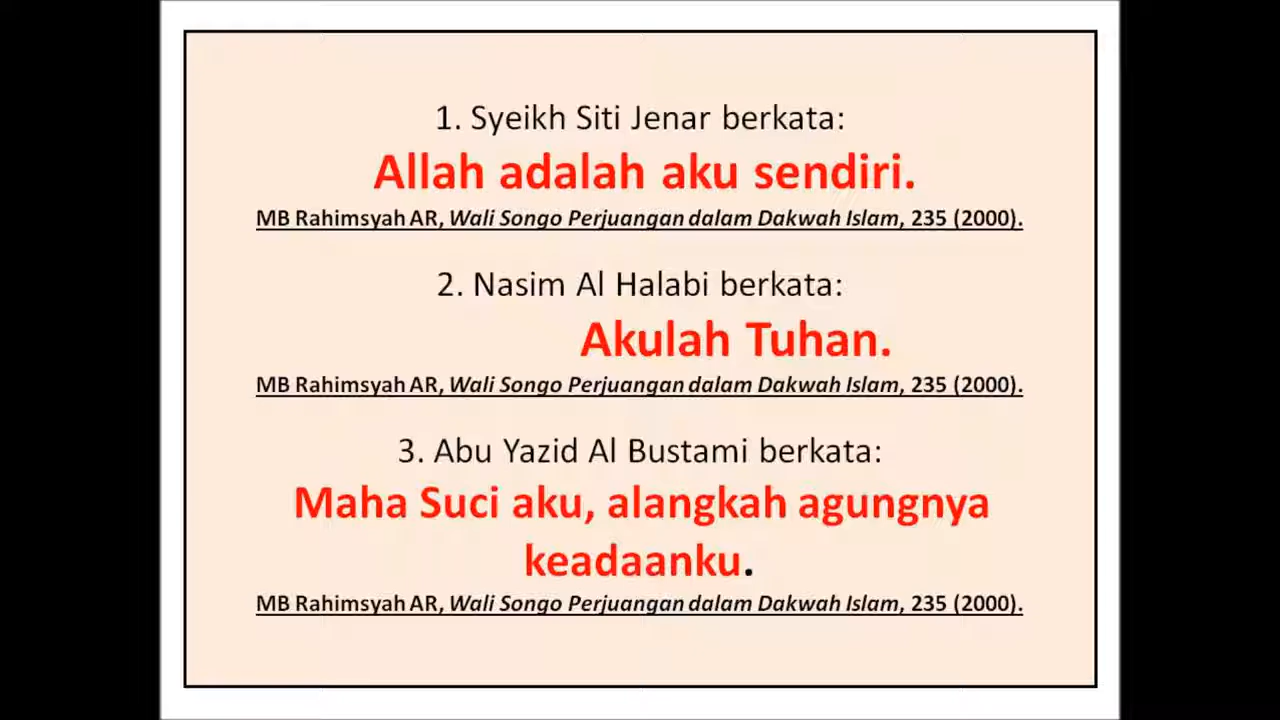 1. Syeikh Siti Jenar berkata:
Allah adalah aku sendiri.
MB Rahimsyah AR, Wali Songo Perjuangan dalam Dakwah Islam, 235 (2000).
2. Nasim Al Halabi berkata:
Akulah Tuhan.
MB Rahimsyah AR, Wali Songo Perjuangan dalam Dakwah Islam, 235 (2000).
3. Abu Yazid Al Bustami berkata:
Maha Suci aku, alangkah agungnya
keadaanku.
MB Rahimsyah AR, Wali Songo Perjuangan dalam Dakwah Islam, 235 (2000).